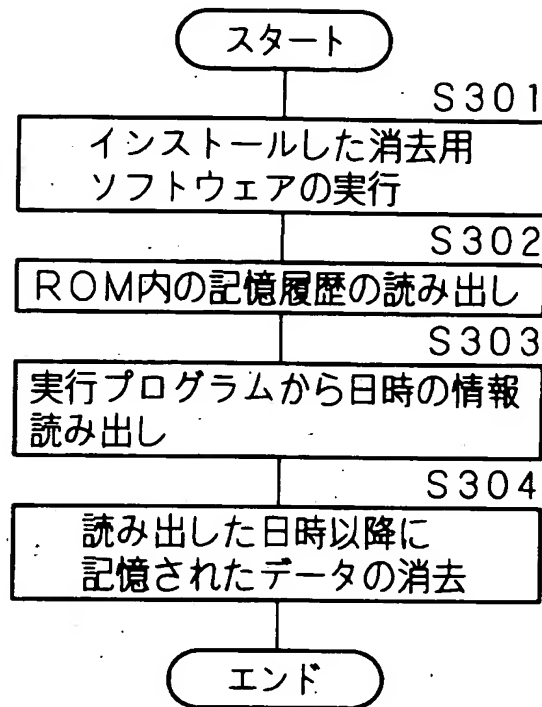 スタート
S301
インストールした消去用
ソフトウェアの実行
S302
ROM内の記憶履歴の読み出し
S303
実行プログラムから日時の情報
読み出し
S304
読み出した日時以降に
記憶されたデータの消去
エンド